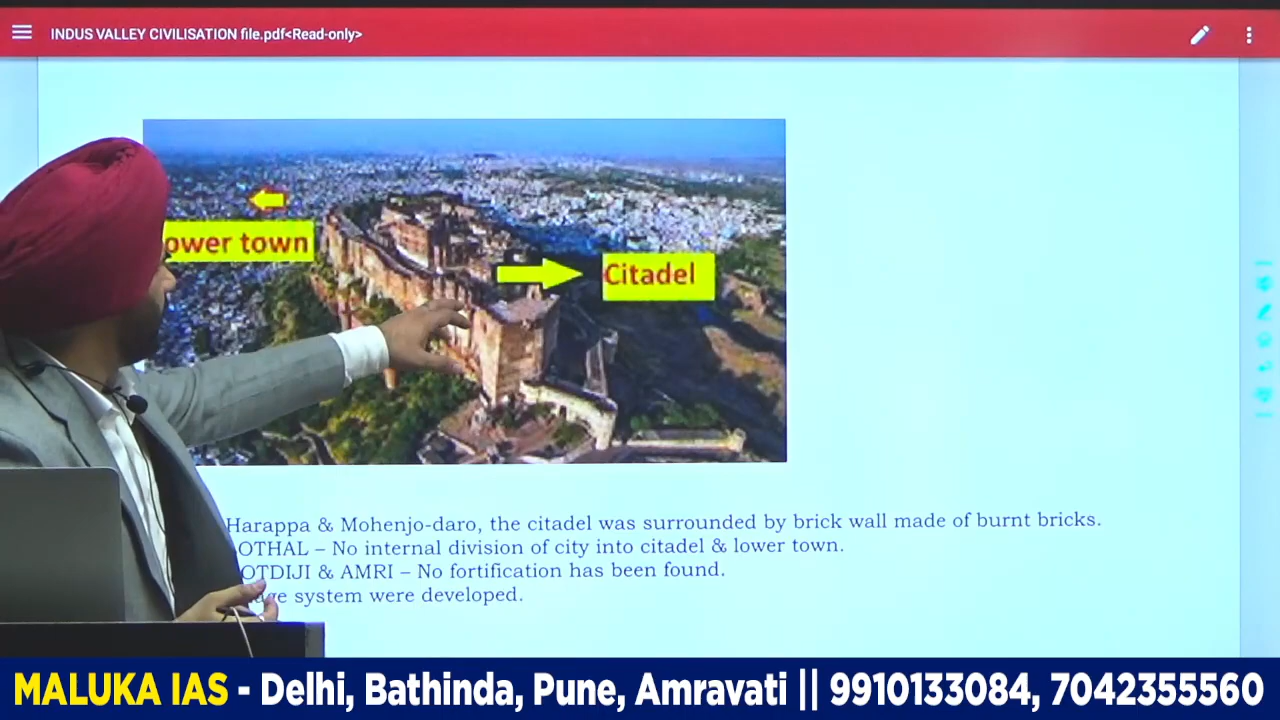 INDUS VALLEY CIVILISATION file.pdf<Read-only>
ower town
Citadel
Harappa & Mohenjo-daro, the citadel was surrounded by brick wall made of burnt bricks.
OTHAL – No internal division of city into citadel & lower town.
OTDIJI & AMRI – No fortification has been found.
age system were developed.
MALUKA IAS - Delhi, Bathinda, Pune, Amravati || 9910133084, 7042355560